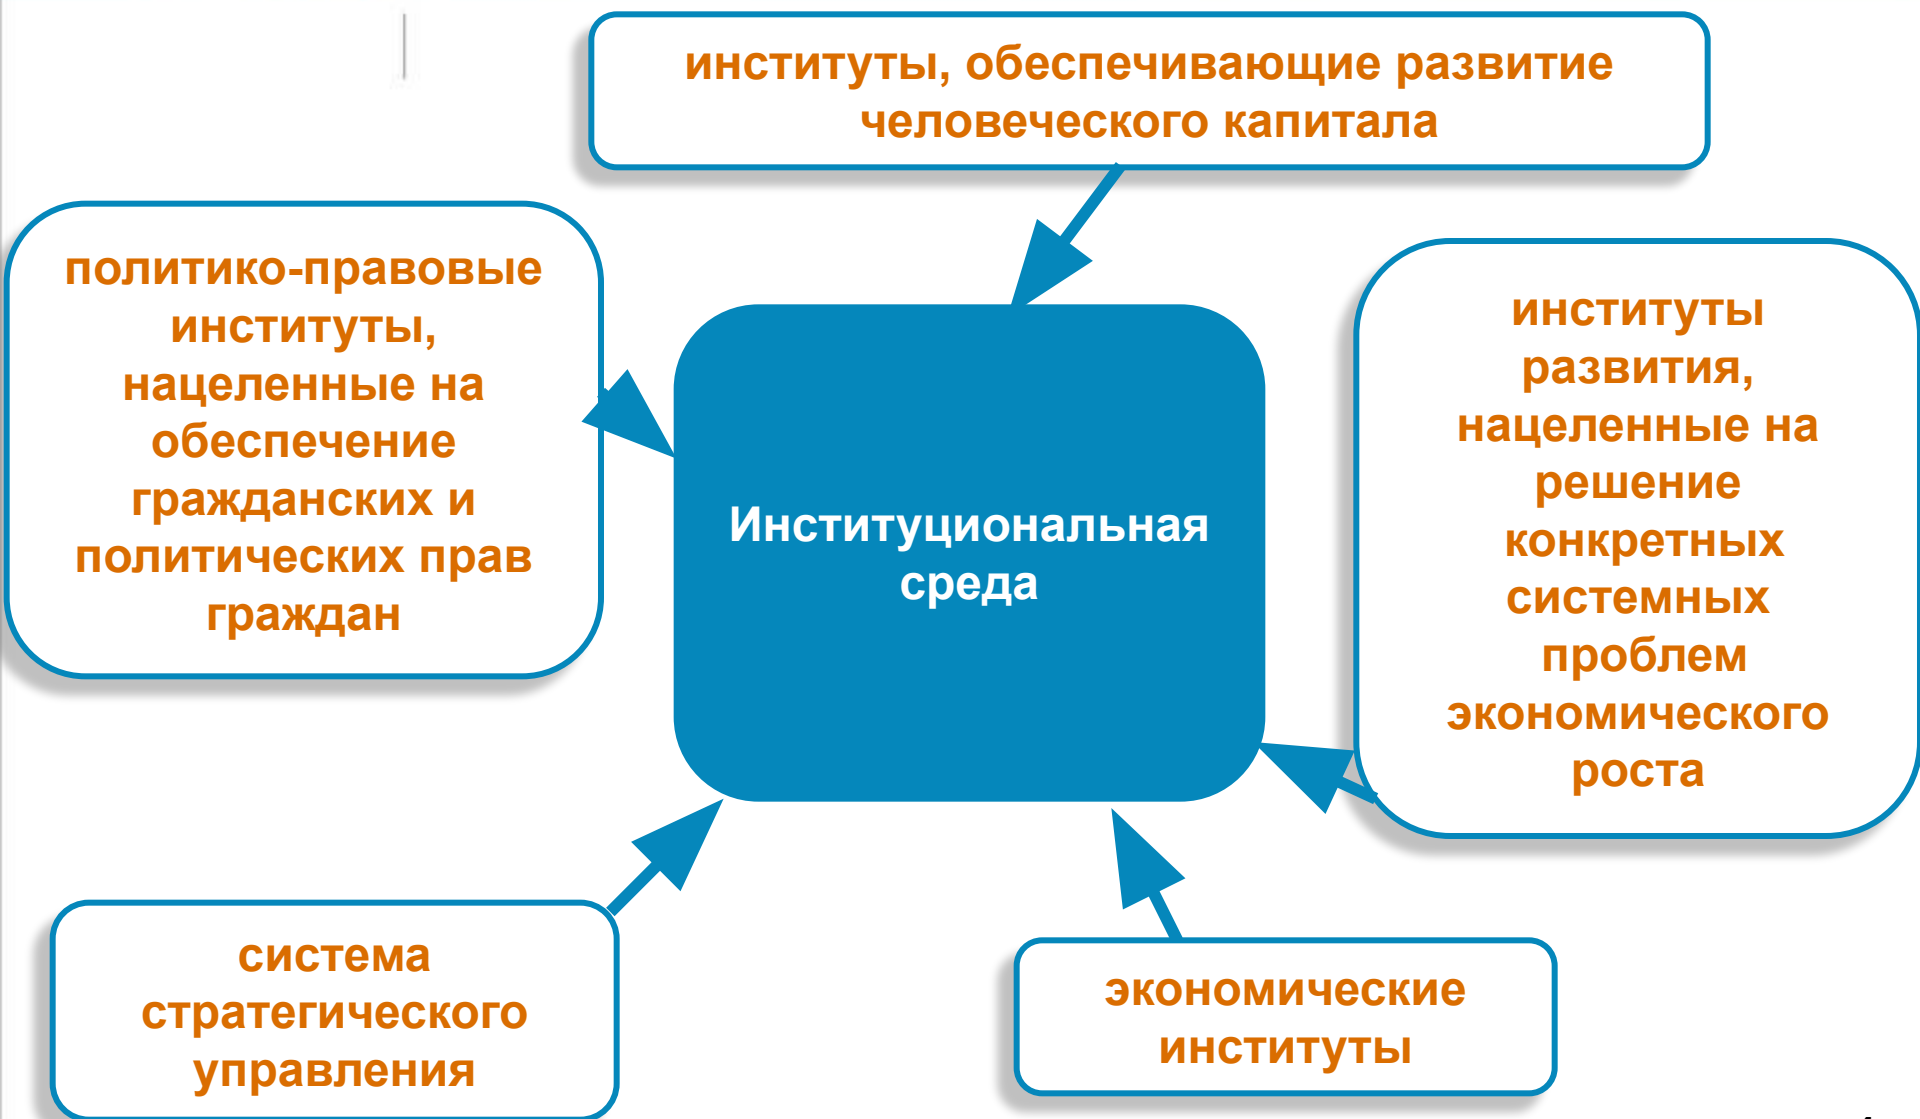 институты, обеспечивающие развитие
человеческого капитала
политико-правовые
институты,
нацеленные на
обеспечение
гражданских и
политических прав
граждан
Институциональная
среда
институты
развития,
нацеленные на
решение
конкретных
системных
проблем
экономического
роста
система
стратегического
управления
экономические
институты